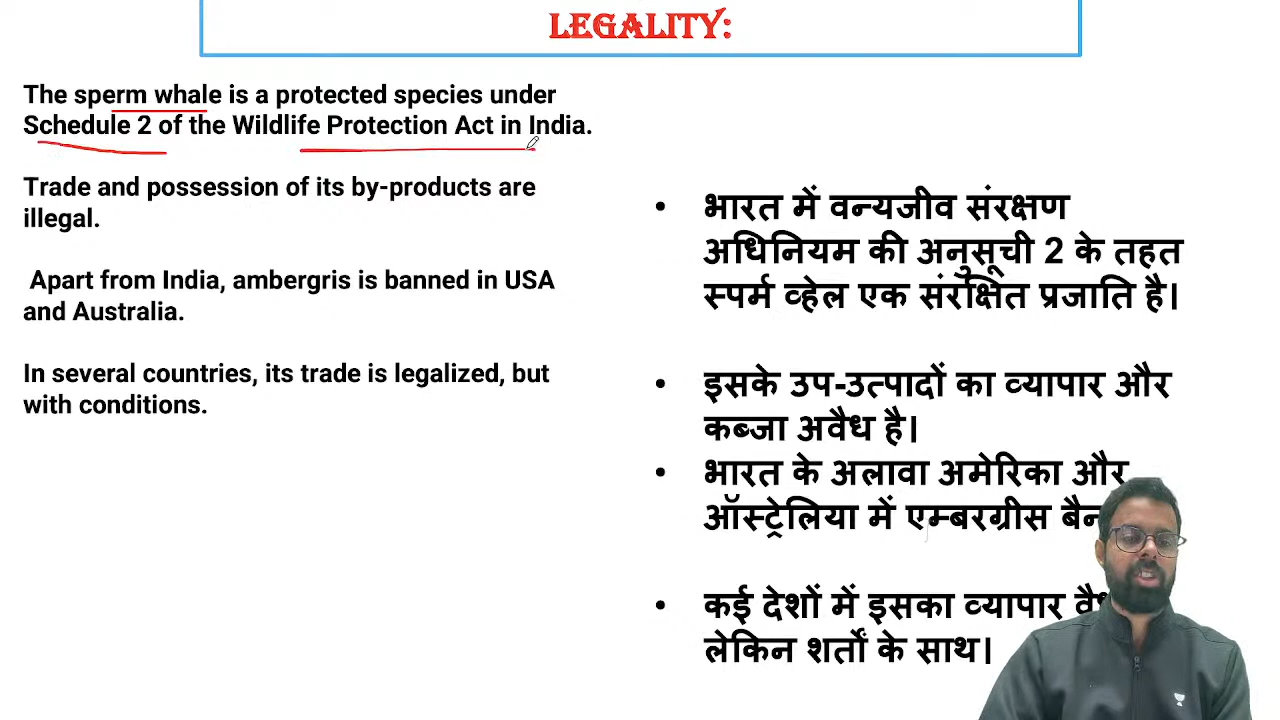 LEGALITY:
The sperm whale is a protected species under
Schedule 2 of the Wildlife Protection Act in India.
Trade and possession of its by-products are
illegal.
Apart from India, ambergris is banned in USA
and Australia.
In several countries, its trade is legalized, but
with conditions.
• भारत में वन्यजीव संरक्षण
अधिनियम की अनुसूची 2 के तहत
स्पर्म व्हेल एक संरक्षित प्रजाति है।
• इसके उप-उत्पादों का व्यापार और
कब्जा अवैध है।
• भारत के अलावा अमेरिका और
ऑस्ट्रेलिया में एम्बरग्रीस
• कई देशों में इसका व्यापार
लेकिन शर्तों के साथ।